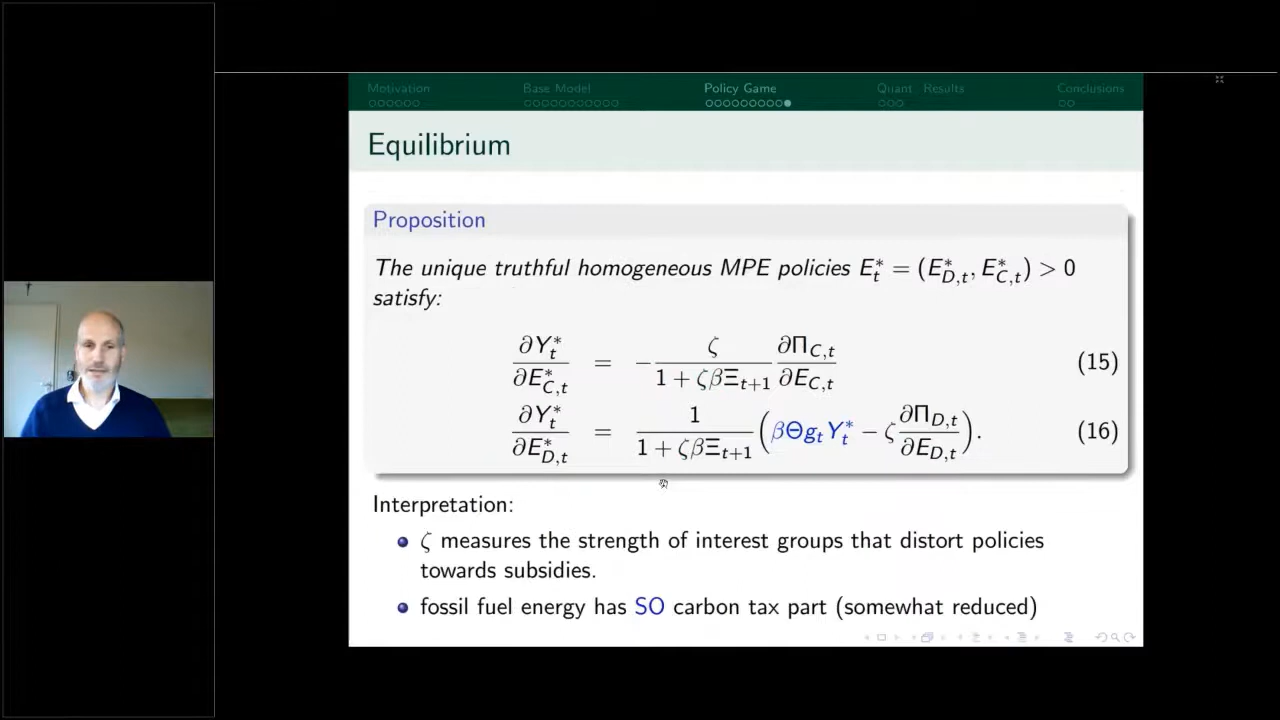 Motivation Base Model Policy Game Quant. Results Conclusions
Equilibrium
Proposition
The unique truthful homogeneous MPE policies E*_t = (E*_{D,t}, E*_{C,t}) > 0
satisfy:
∂Y*_t / ∂E*_{C,t} = − ζ / (1 + ζβΞ_{t+1}) ∂Π_{C,t} / ∂E_{C,t} (15)
∂Y*_t / ∂E*_{D,t} = 1 / (1 + ζβΞ_{t+1}) (βΘg_tY*_t − ζ ∂Π_{D,t} / ∂E_{D,t}). (16)
Interpretation:
ζ measures the strength of interest groups that distort policies
towards subsidies.
fossil fuel energy has SO carbon tax part (somewhat reduced)